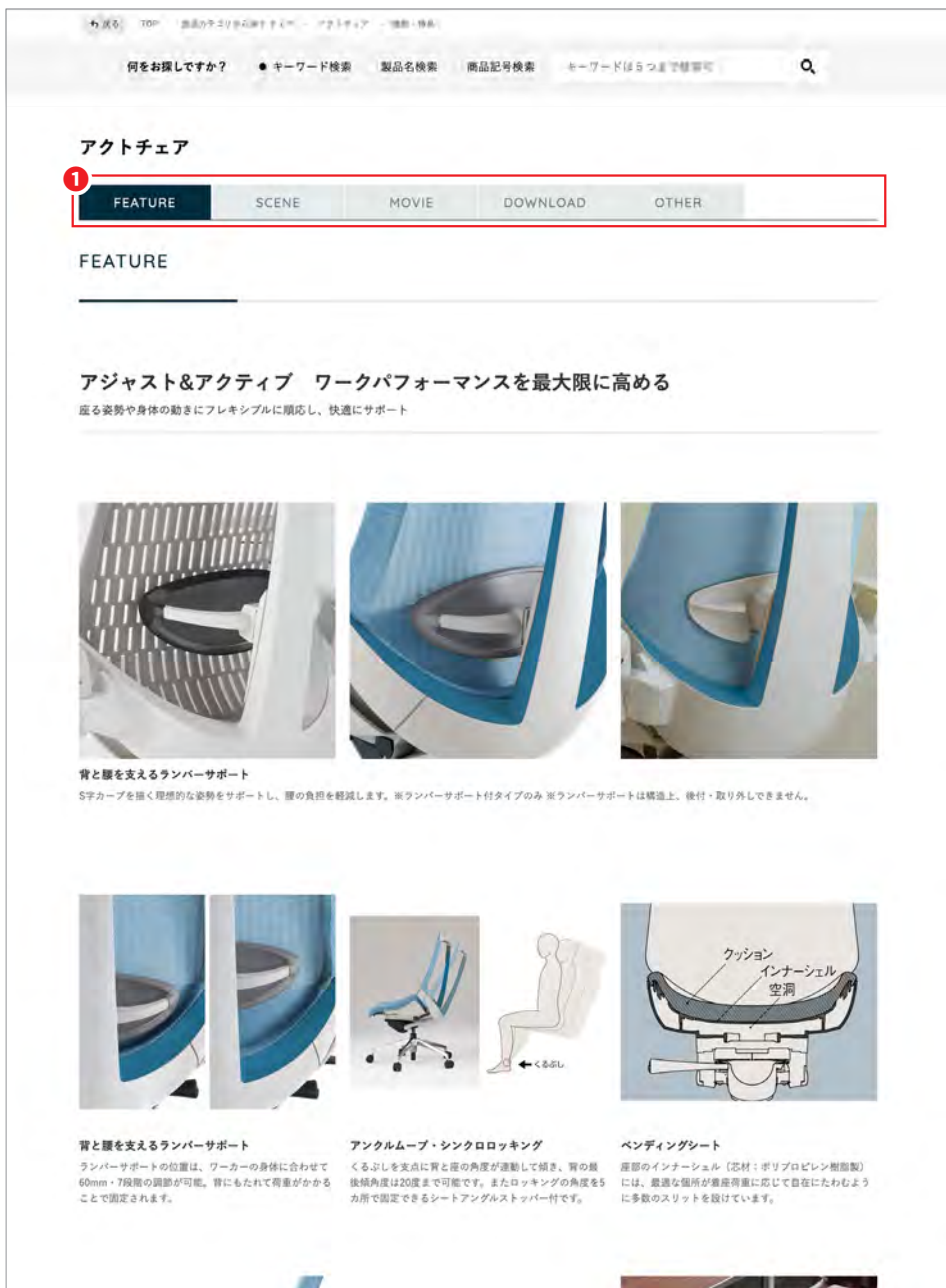 戻る TOP
何をお探しですか? ● キーワード検索 製品名検索 商品記号検索 キーワードは5つまで検索可
アクトチェア
1
FEATURE SCENE MOVIE DOWNLOAD OTHER
FEATURE
アジャスト&アクティブ ワークパフォーマンスを最大限に高める
座る姿勢や身体の動きにフレキシブルに順応し、快適にサポート
背と腰を支えるランバーサポート
S字カーブを描く理想的な姿勢をサポートし、腰の負担を軽減します。※ランバーサポート付タイプのみ ※ランバーサポートは構造上、後付・取り外しできません。
クッション
インナーシェル
空洞
←くるぶし
背と腰を支えるランバーサポート
ランバーサポートの位置は、ワーカーの身体に合わせて
60mm・7段階の調節が可能。背にもたれて荷重がかかる
ことで固定されます。
アンクルムーブ・シンクロロッキング
くるぶしを支点に背と座の角度が連動して傾き、背の最
後傾角度は20度まで可能です。またロッキングの角度を5
カ所で固定できるシートアングルストッパー付です。
ベンディングシート
座部のインナーシェル（芯材：ポリプロピレン樹脂製）
には、最適な個所が着座荷重に応じて自在にたわむよう
に多数のスリットを設けています。